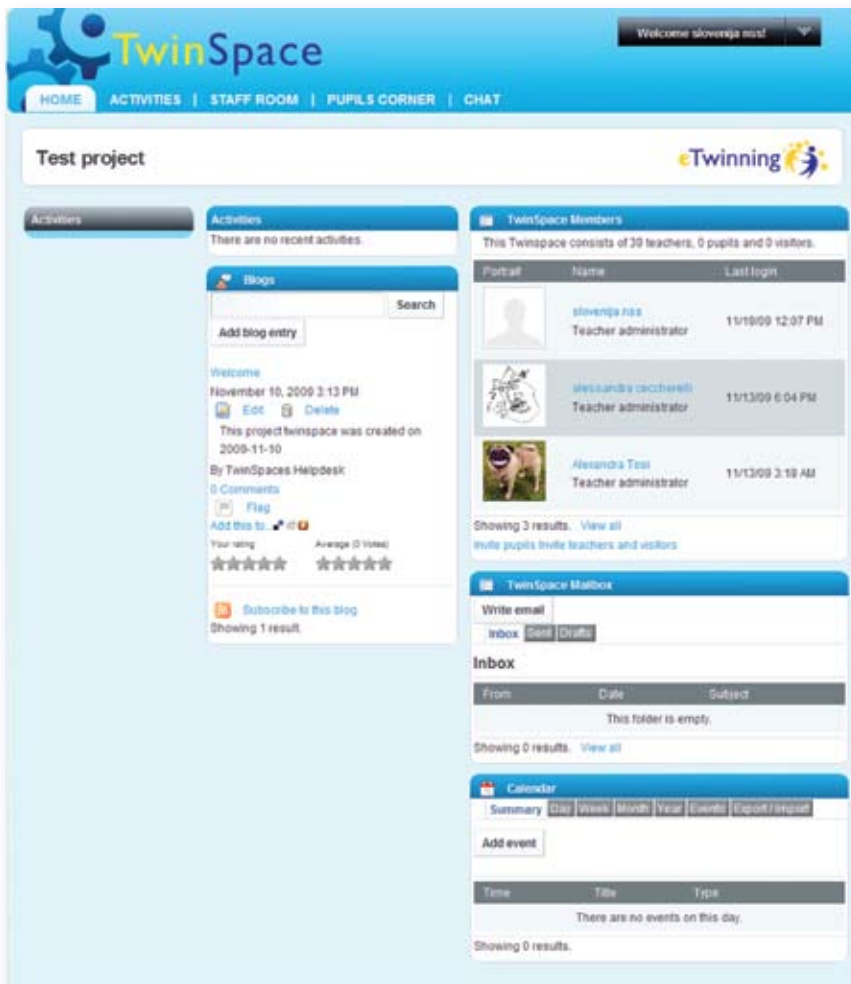 TwinSpace
Welcome slovenija nss!
HOME ACTIVITIES | STAFF ROOM | PUPILS CORNER | CHAT
Test project
eTwinning
Activities
Activities
There are no recent activities.
Blogs
Search
Add blog entry
Welcome
November 10, 2009 3:13 PM
Edit Delete
This project twinspace was created on
2009-11-10
By TwinSpaces Helpdesk
0 Comments
Flag
Add this to..
Your rating Average (0 Votes)
Subscribe to this blog
Showing 1 result.
TwinSpace Members
This Twinspace consists of 30 teachers, 0 pupils and 0 visitors.
Portrait Name Last login
slovenija nss
Teacher administrator
11/19/09 12:07 PM
alessandra ceccherelli
Teacher administrator
11/13/09 6:04 PM
Alexandra Tosi
Teacher administrator
11/13/09 3:18 AM
Showing 3 results. View all
Invite pupils Invite teachers and visitors
TwinSpace Mailbox
Write email
Inbox Sent Drafts
Inbox
From Date Subject
This folder is empty.
Showing 0 results. View all
Calendar
Summary Day Week Month Year Events Export / Import
Add event
Time Title Type
There are no events on this day.
Showing 0 results.